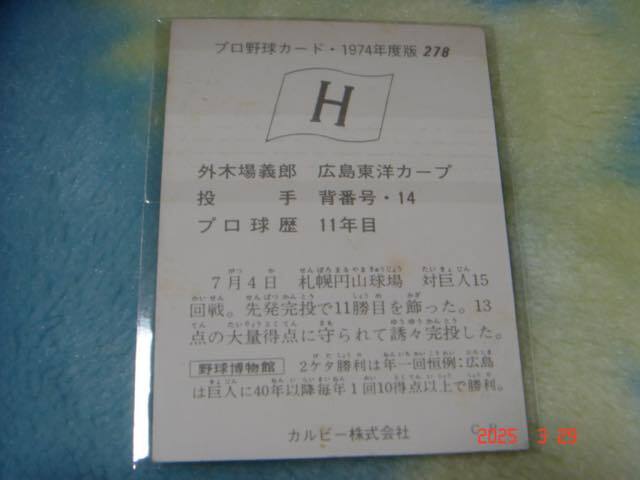 プロ野球カード・1974年度版 278
H
外木場義郎 広島東洋カープ
投手 背番号・14
プロ球歴 11年目
7月4日 札幌円山球場 対巨人15
回戦。先発完投で11勝目を飾った。13
点の大量得点に守られて誘々完投した。
野球博物館 2ケタ勝利は年一回恒例：広島
は巨人に40年以降毎年1回10得点以上で勝利。
カルビー株式会社
2025 3 29